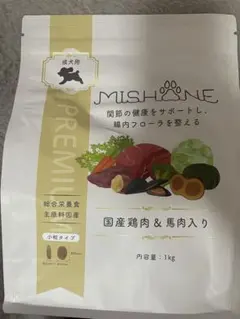 成犬用
MISHONE
関節の健康をサポートし、
腸内フローラを整える
PREMIUM
総合栄養食
主原料国産
小粒タイプ
国産鶏肉＆馬肉入り
内容量：1kg